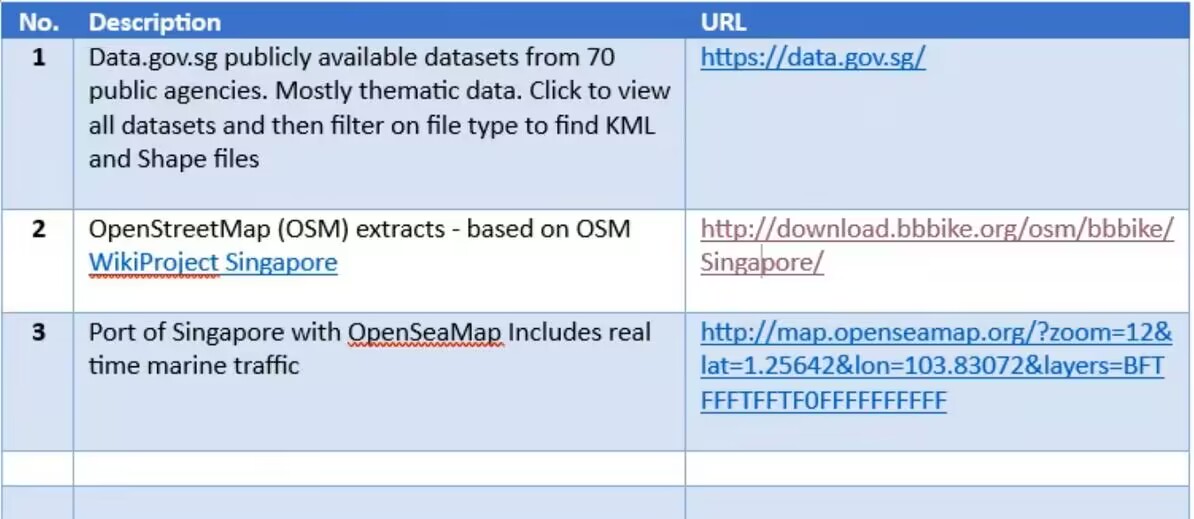 No. Description URL
1 Data.gov.sg publicly available datasets from 70 https://data.gov.sg/
public agencies. Mostly thematic data. Click to view
all datasets and then filter on file type to find KML
and Shape files
2 OpenStreetMap (OSM) extracts - based on OSM http://download.bbbike.org/osm/bbbike/
WikiProject Singapore Singapore/
3 Port of Singapore with OpenSeaMap Includes real http://map.openseamap.org/?zoom=12&
time marine traffic lat=1.25642&lon=103.83072&layers=BFT
FFFTFFTF0FFFFFFFFFF